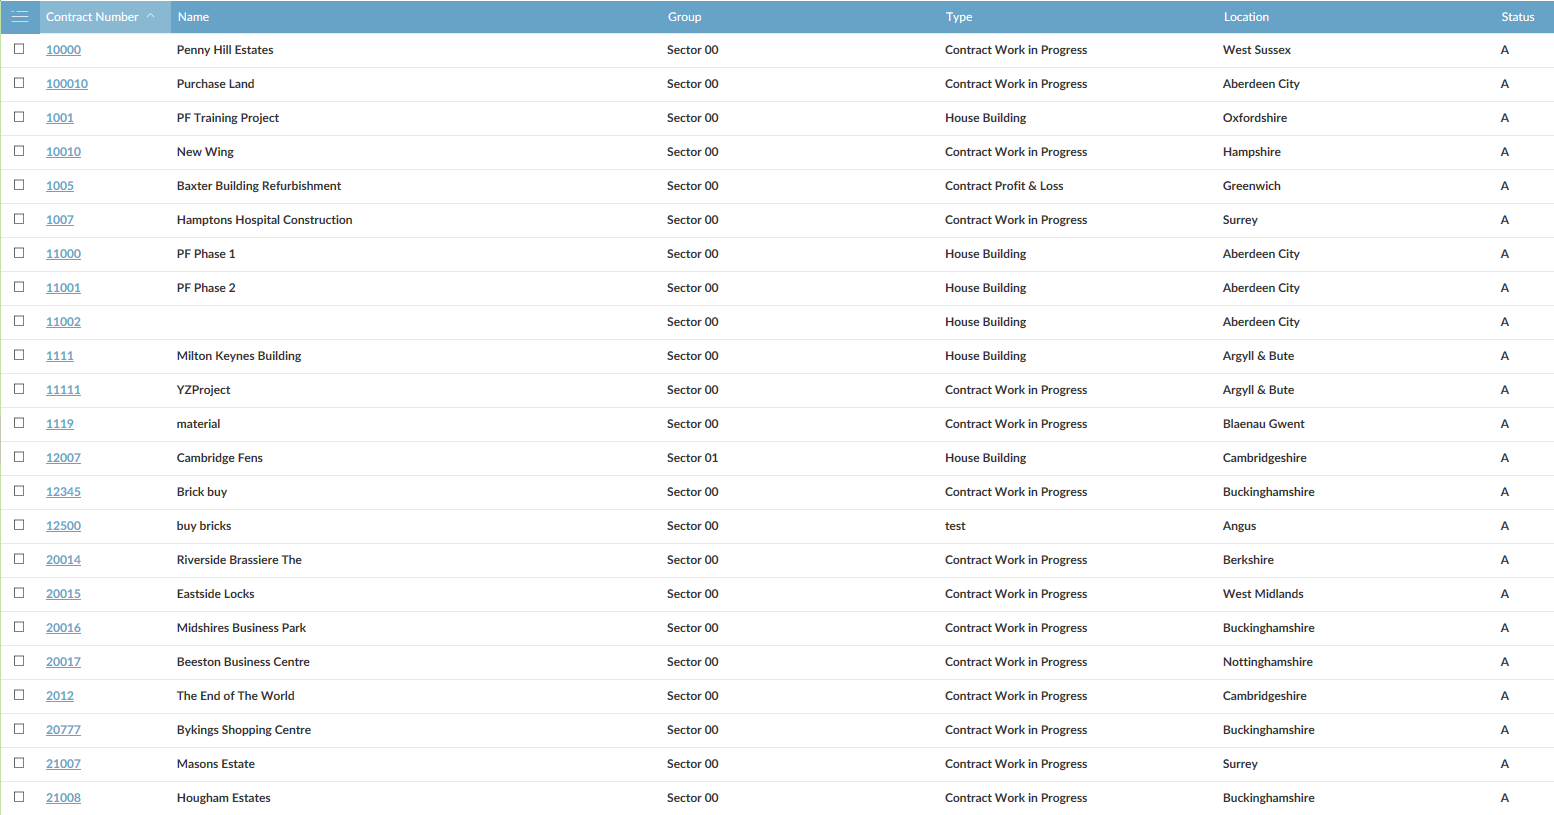 Contract Number Name Group Type Location Status
10000 Penny Hill Estates Sector 00 Contract Work in Progress West Sussex A
100010 Purchase Land Sector 00 Contract Work in Progress Aberdeen City A
1001 PF Training Project Sector 00 House Building Oxfordshire A
10010 New Wing Sector 00 Contract Work in Progress Hampshire A
1005 Baxter Building Refurbishment Sector 00 Contract Profit & Loss Greenwich A
1007 Hamptons Hospital Construction Sector 00 Contract Work in Progress Surrey A
11000 PF Phase 1 Sector 00 House Building Aberdeen City A
11001 PF Phase 2 Sector 00 House Building Aberdeen City A
11002 Sector 00 House Building Aberdeen City A
1111 Milton Keynes Building Sector 00 House Building Argyll & Bute A
11111 YZProject Sector 00 Contract Work in Progress Argyll & Bute A
1119 material Sector 00 Contract Work in Progress Blaenau Gwent A
12007 Cambridge Fens Sector 01 House Building Cambridgeshire A
12345 Brick buy Sector 00 Contract Work in Progress Buckinghamshire A
12500 buy bricks Sector 00 test Angus A
20014 Riverside Brassiere The Sector 00 Contract Work in Progress Berkshire A
20015 Eastside Locks Sector 00 Contract Work in Progress West Midlands A
20016 Midshires Business Park Sector 00 Contract Work in Progress Buckinghamshire A
20017 Beeston Business Centre Sector 00 Contract Work in Progress Nottinghamshire A
2012 The End of The World Sector 00 Contract Work in Progress Cambridgeshire A
20777 Bykings Shopping Centre Sector 00 Contract Work in Progress Buckinghamshire A
21007 Masons Estate Sector 00 Contract Work in Progress Surrey A
21008 Hougham Estates Sector 00 Contract Work in Progress Buckinghamshire A